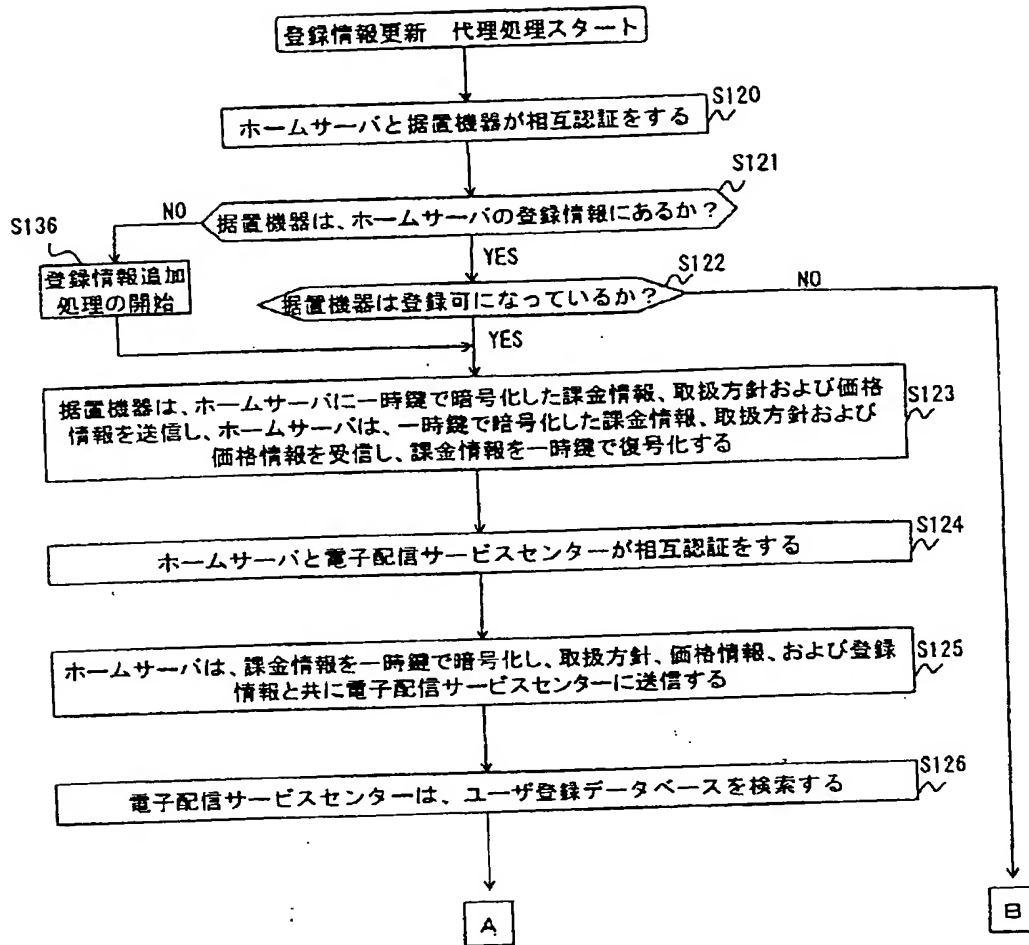 登録情報更新 代理処理スタート
S120
ホームサーバと据置機器が相互認証をする
S121
NO
据置機器は、ホームサーバの登録情報にあるか?
S136
YES
S122
登録情報追加
処理の開始
据置機器は登録可になっているか?
NO
YES
S123
据置機器は、ホームサーバに一時鍵で暗号化した課金情報、取扱方針および価格
情報を送信し、ホームサーバは、一時鍵で暗号化した課金情報、取扱方針および
価格情報を受信し、課金情報を一時鍵で復号化する
S124
ホームサーバと電子配信サービスセンターが相互認証をする
S125
ホームサーバは、課金情報を一時鍵で暗号化し、取扱方針、価格情報、および登録
情報と共に電子配信サービスセンターに送信する
S126
電子配信サービスセンターは、ユーザ登録データベースを検索する
A
B